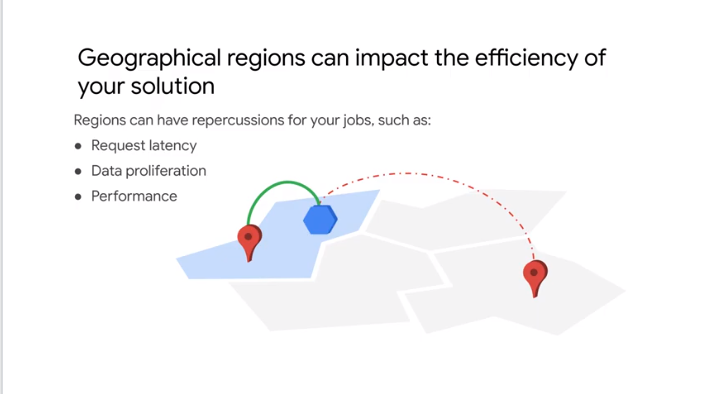 Geographical regions can impact the efficiency of
your solution
Regions can have repercussions for your jobs, such as:
● Request latency
● Data proliferation
● Performance